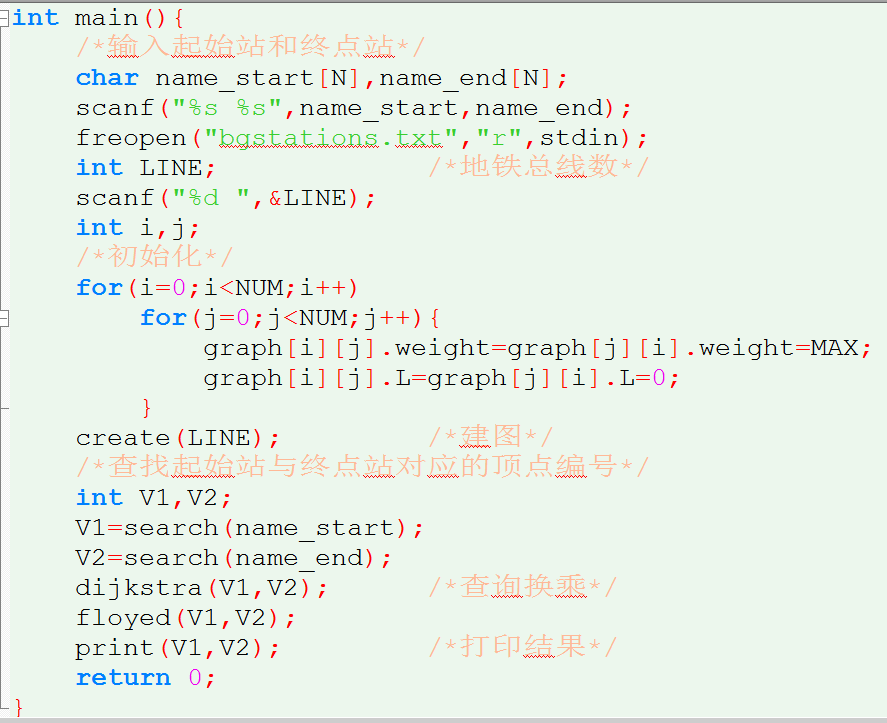 int main(){
/*输入起始站和终点站*/
char name_start[N],name_end[N];
scanf("%s %s",name_start,name_end);
freopen("bgstations.txt","r",stdin);
int LINE; /*地铁总线数*/
scanf("%d ",&LINE);
int i,j;
/*初始化*/
for(i=0;i<NUM;i++)
for(j=0;j<NUM;j++){
graph[i][j].weight=graph[j][i].weight=MAX;
graph[i][j].L=graph[j][i].L=0;
}
create(LINE); /*建图*/
/*查找起始站与终点站对应的顶点编号*/
int V1,V2;
V1=search(name_start);
V2=search(name_end);
dijkstra(V1,V2); /*查询换乘*/
floyed(V1,V2);
print(V1,V2); /*打印结果*/
return 0;
}